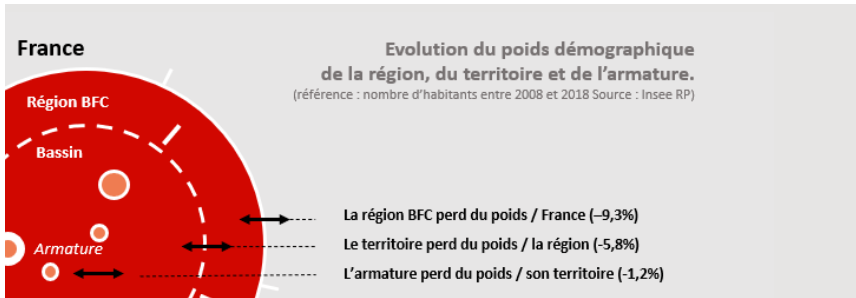 France
Evolution du poids démographique
de la région, du territoire et de l’armature.
(référence : nombre d’habitants entre 2008 et 2018 Source : Insee RP)
Région BFC
Bassin
Armature
La région BFC perd du poids / France (–9,3%)
Le territoire perd du poids / la région (-5,8%)
L’armature perd du poids / son territoire (-1,2%)